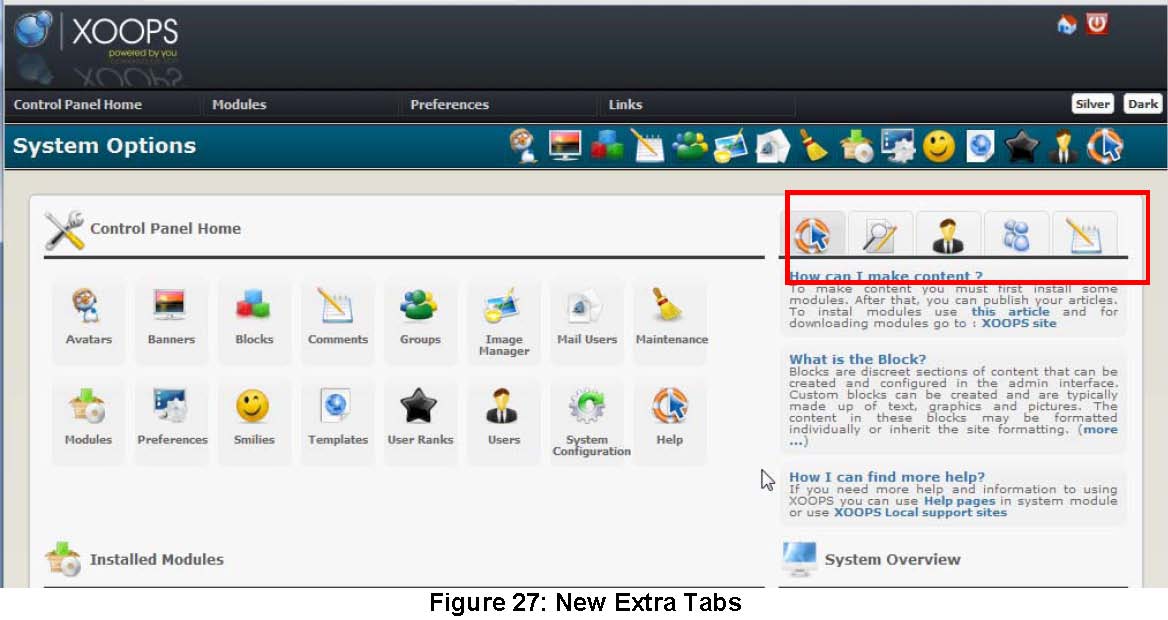 XOOPS
powered by you
Control Panel Home
Modules
Preferences
Links
Silver
Dark
System Options
Control Panel Home
Avatars
Banners
Blocks
Comments
Groups
Image
Manager
Mail Users
Maintenance
Modules
Preferences
Smilies
Templates
User Ranks
Users
System
Configuration
Help
How can I make content ?
To make content you must first install some
modules. After that, you can publish your articles.
To instal modules use this article and for
downloading modules go to : XOOPS site
What is the Block?
Blocks are discreet sections of content that can be
created and configured in the admin interface.
Custom blocks can be created and are typically
made up of text, graphics and pictures. The
content in these blocks may be formatted
individually or inherit the site formatting. (more
...)
How I can find more help?
If you need more help and information to using
XOOPS you can use Help pages in system module
or use XOOPS Local support sites
Installed Modules
System Overview
Figure 27: New Extra Tabs